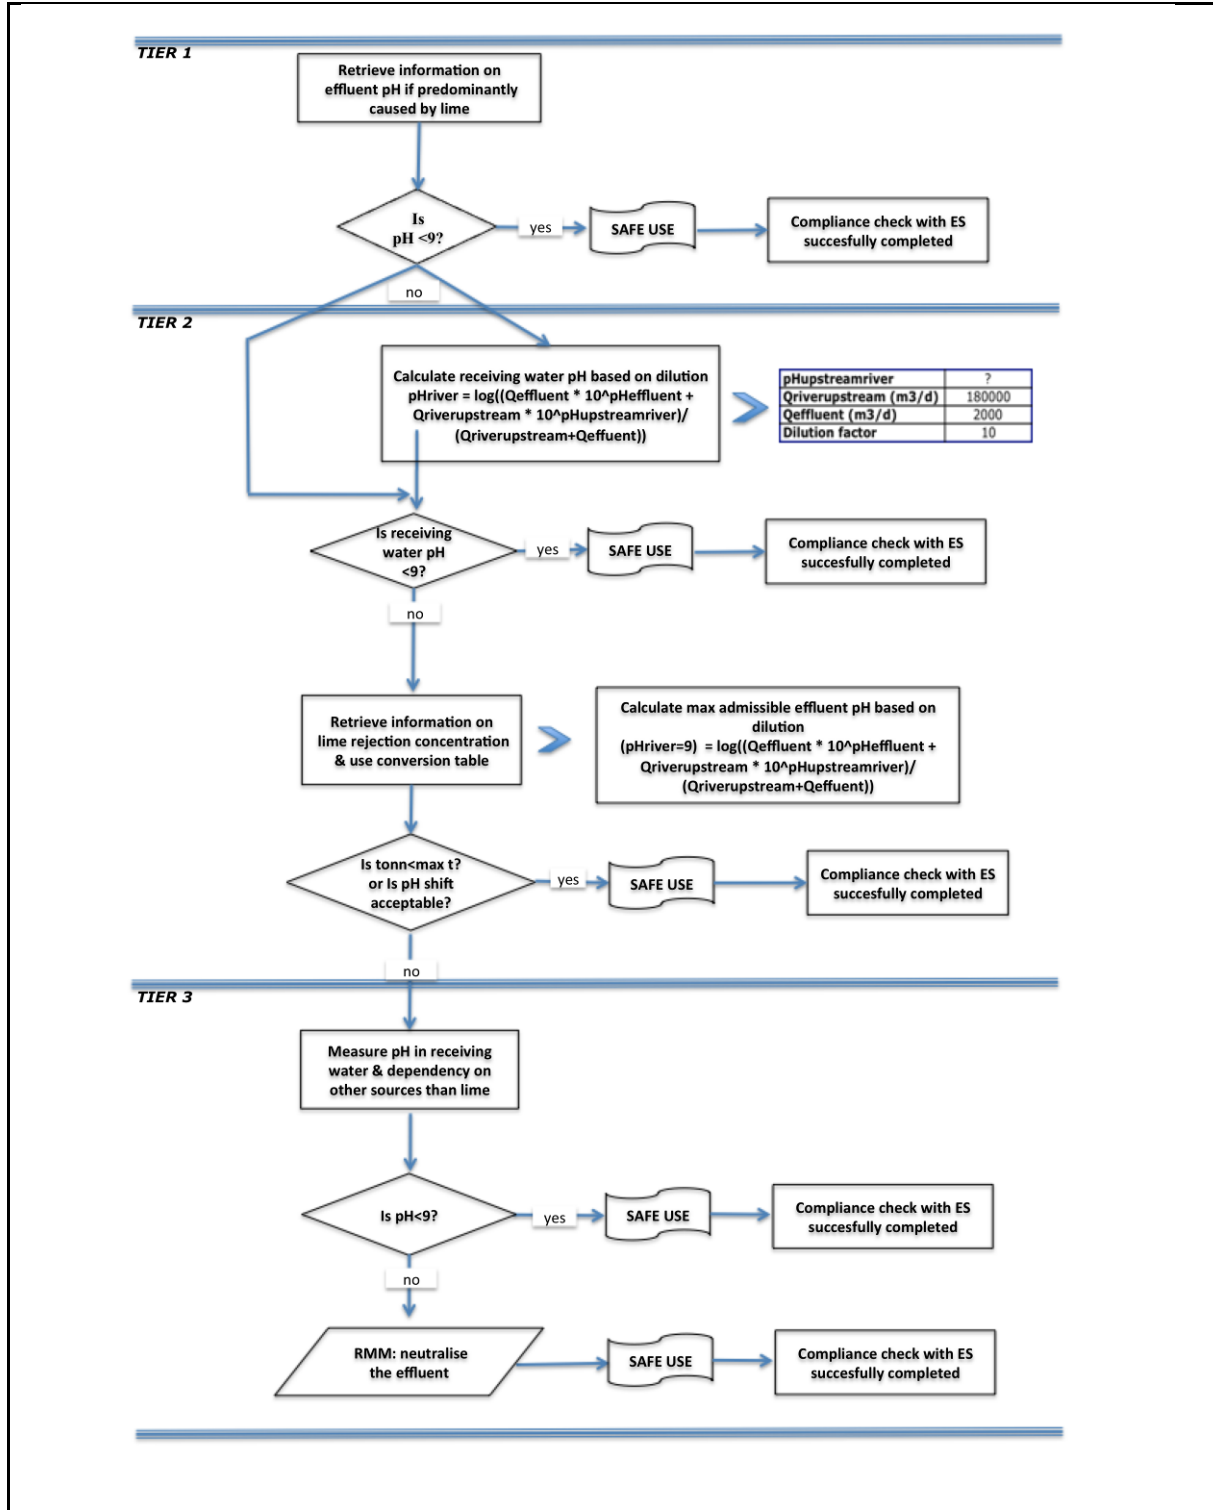 TIER 1
Retrieve information on
effluent pH if predominantly
caused by lime
Is
pH <9?
yes
SAFE USE
Compliance check with ES
succesfully completed
no
TIER 2
Calculate receiving water pH based on dilution
pHriver = log((Qeffluent * 10^pHeffluent +
Qriverupstream * 10^pHupstreamriver)/
(Qriverupstream+Qeffuent))
pHupstreamriver ?
Qriverupstream (m3/d) 180000
Qeffluent (m3/d) 2000
Dilution factor 10
Is receiving
water pH
<9?
yes
SAFE USE
Compliance check with ES
succesfully completed
no
Retrieve information on
lime rejection concentration
& use conversion table
Calculate max admissible effluent pH based on
dilution
(pHriver=9) = log((Qeffluent * 10^pHeffluent +
Qriverupstream * 10^pHupstreamriver)/
(Qriverupstream+Qeffuent))
Is tonn<max t?
or Is pH shift
acceptable?
yes
SAFE USE
Compliance check with ES
succesfully completed
no
TIER 3
Measure pH in receiving
water & dependency on
other sources than lime
Is pH<9?
yes
SAFE USE
Compliance check with ES
succesfully completed
no
RMM: neutralise
the effluent
SAFE USE
Compliance check with ES
succesfully completed